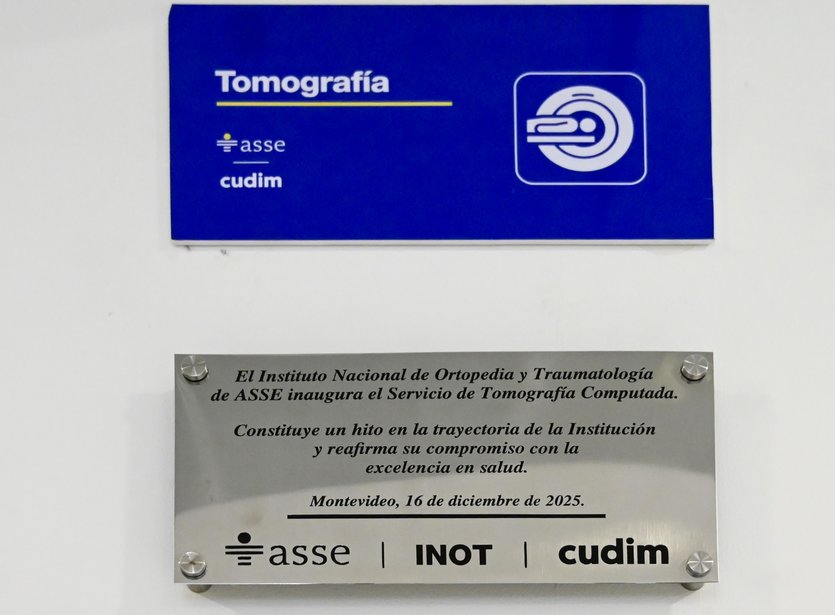 Tomografía
asse
cudim
El Instituto Nacional de Ortopedia y Traumatología
de ASSE inaugura el Servicio de Tomografía Computada.
Constituye un hito en la trayectoria de la Institución
y reafirma su compromiso con la
excelencia en salud.
Montevideo, 16 de diciembre de 2025.
asse | INOT | cudim